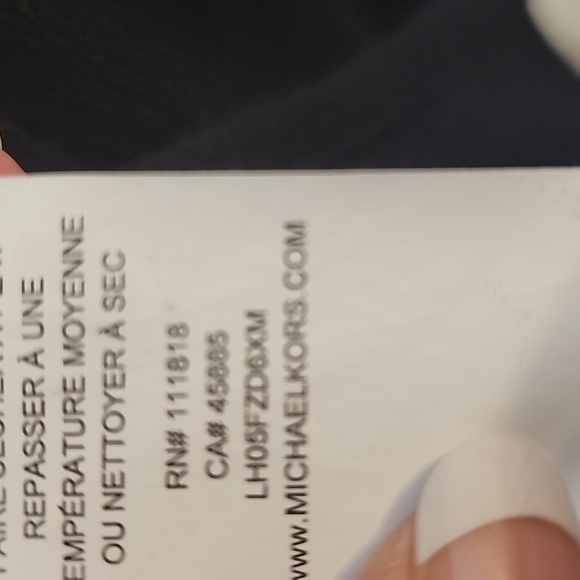 REPASSER À UNE
TEMPÉRATURE MOYENNE
OU NETTOYER À SEC
RN# 111818
CA# 45885
LH05FZD6XM
www.MICHAELKORS.COM